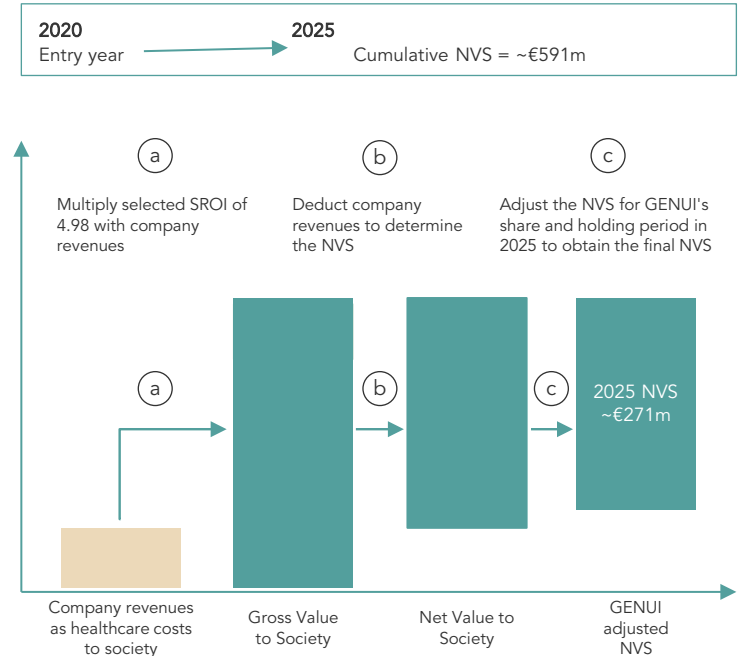 2020
Entry year
2025
Cumulative NVS = ~€591m
a
Multiply selected SROI of
4.98 with company
revenues
b
Deduct company
revenues to determine
the NVS
c
Adjust the NVS for GENUI's
share and holding period in
2025 to obtain the final NVS
a
b
c
2025 NVS
~€271m
Company revenues
as healthcare costs
to society
Gross Value
to Society
Net Value to
Society
GENUI
adjusted
NVS